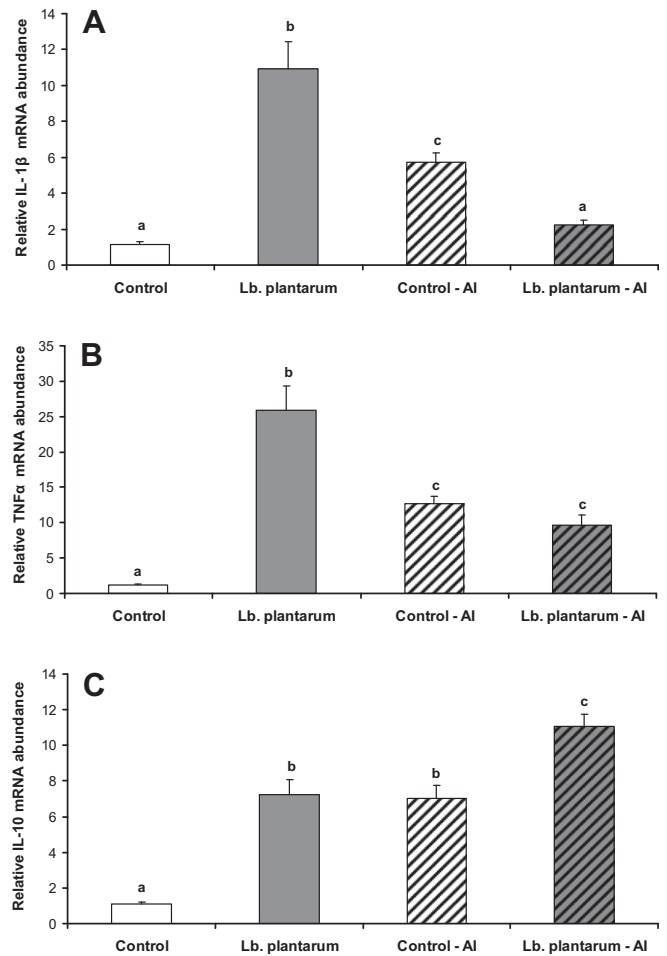 A
Relative IL-1β mRNA abundance
14
12
10
8
6
4
2
0
a
b
c
a
Control
Lb. plantarum
Control - AI
Lb. plantarum - AI
B
Relative TNFα mRNA abundance
35
30
25
20
15
10
5
0
a
b
c
c
Control
Lb. plantarum
Control - AI
Lb. plantarum - AI
C
Relative IL-10 mRNA abundance
14
12
10
8
6
4
2
0
a
b
b
c
Control
Lb. plantarum
Control - AI
Lb. plantarum - AI